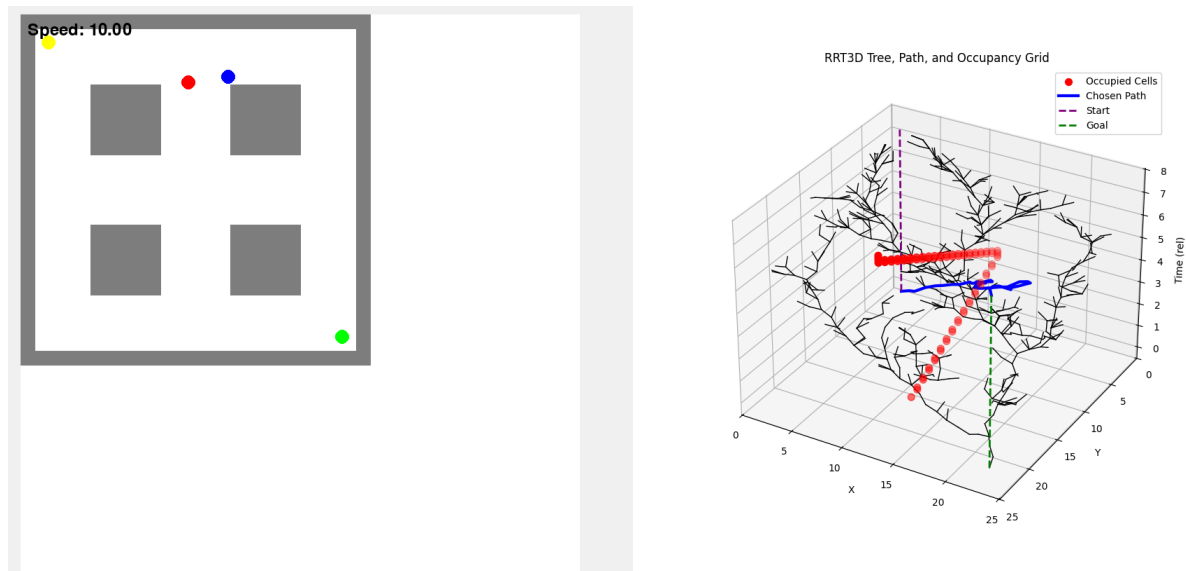 Speed: 10.00
RRT3D Tree, Path, and Occupancy Grid
Occupied Cells
Chosen Path
Start
Goal
8
7
6
5
4
3
2
1
0
Time (rel)
0
5
10
15
20
25
Y
0
5
10
15
20
25
X